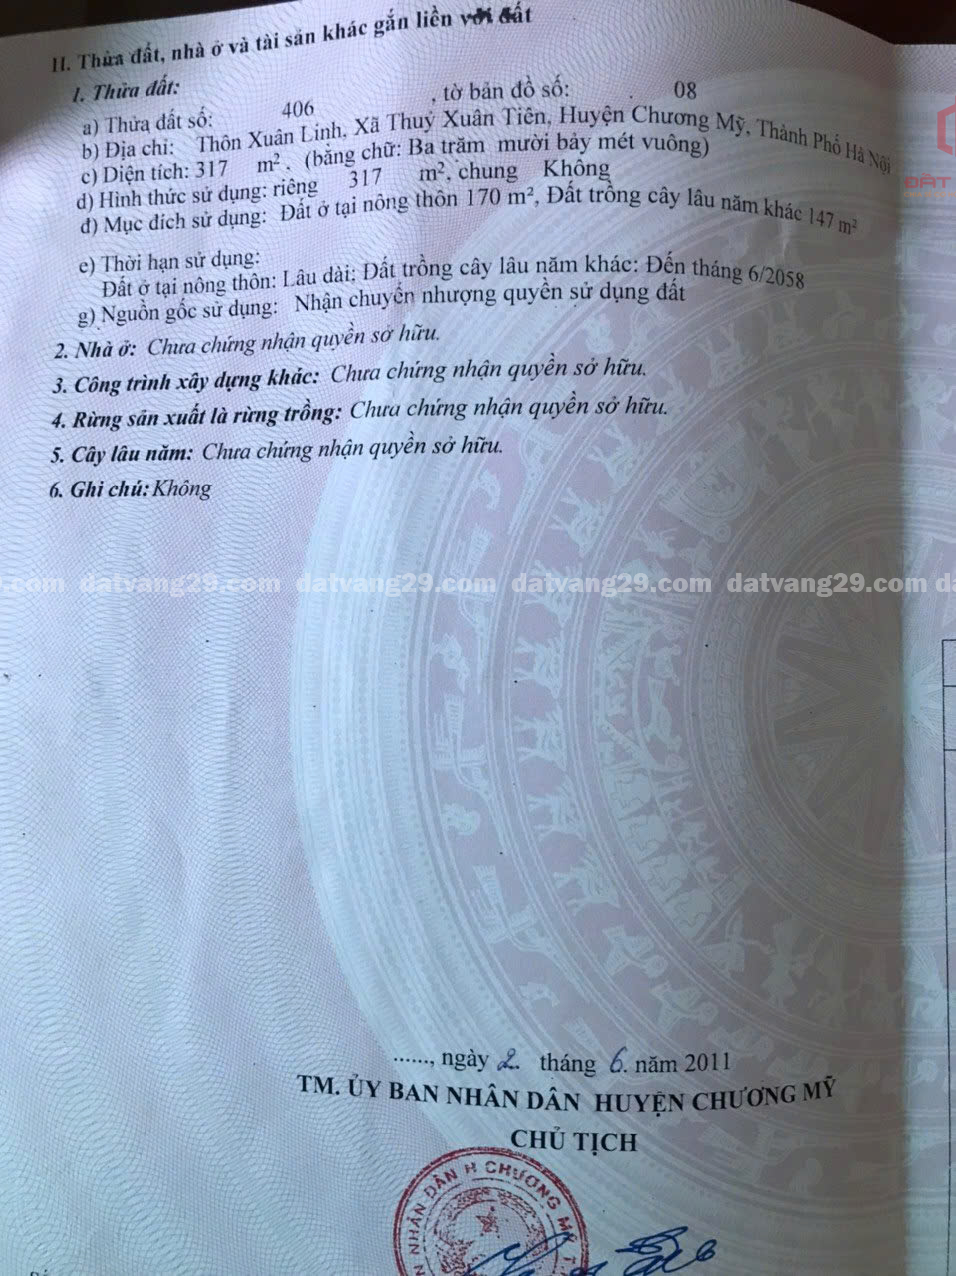 II. Thửa đất, nhà ở và tài sản khác gắn liền với đất
1. Thửa đất:
a) Thửa đất số: 406 , tờ bản đồ số: 08
b) Địa chỉ: Thôn Xuân Linh, Xã Thuỷ Xuân Tiên, Huyện Chương Mỹ, Thành Phố Hà Nội
c) Diện tích: 317 m². (bằng chữ: Ba trăm mười bảy mét vuông)
d) Hình thức sử dụng: riêng 317 m², chung Không
đ) Mục đích sử dụng: Đất ở tại nông thôn 170 m², Đất trồng cây lâu năm khác 147 m²
e) Thời hạn sử dụng:
Đất ở tại nông thôn: Lâu dài; Đất trồng cây lâu năm khác: Đến tháng 6/2058
g) Nguồn gốc sử dụng: Nhận chuyển nhượng quyền sử dụng đất
2. Nhà ở: Chưa chứng nhận quyền sở hữu.
3. Công trình xây dựng khác: Chưa chứng nhận quyền sở hữu.
4. Rừng sản xuất là rừng trồng: Chưa chứng nhận quyền sở hữu.
5. Cây lâu năm: Chưa chứng nhận quyền sở hữu.
6. Ghi chú: Không
.com datvang29.com datvang29.com datvang29.com datvang29.com da
ĐẤT
......, ngày 2. tháng 6. năm 2011
TM. ỦY BAN NHÂN DÂN HUYỆN CHƯƠNG MỸ
CHỦ TỊCH
NHÂN DÂN H CHƯƠNG MỸ